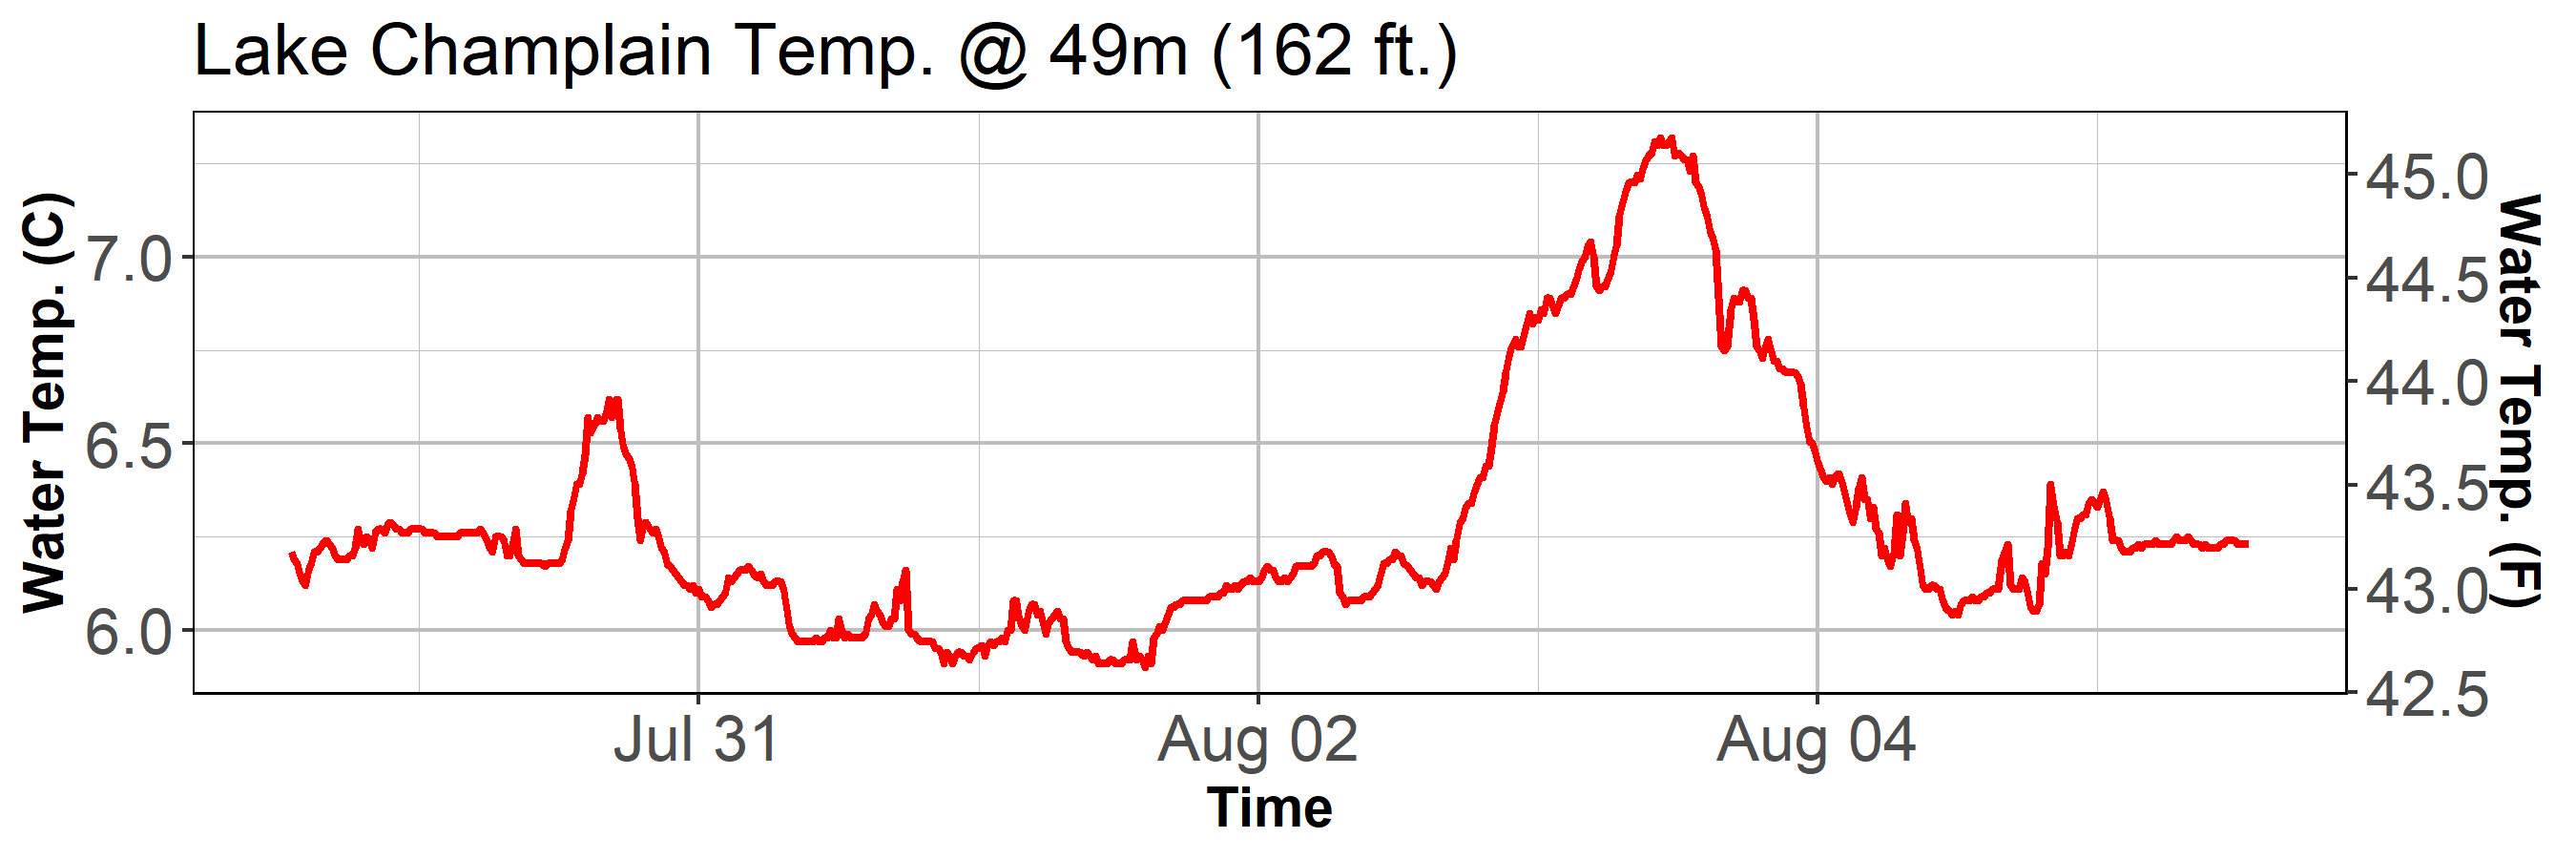 Lake Champlain Temp. @ 49m (162 ft.)
Water Temp. (C)
7.0
6.5
6.0
45.0
44.5
44.0
43.5
43.0
42.5
Water Temp. (F)
Jul 31
Aug 02
Aug 04
Time